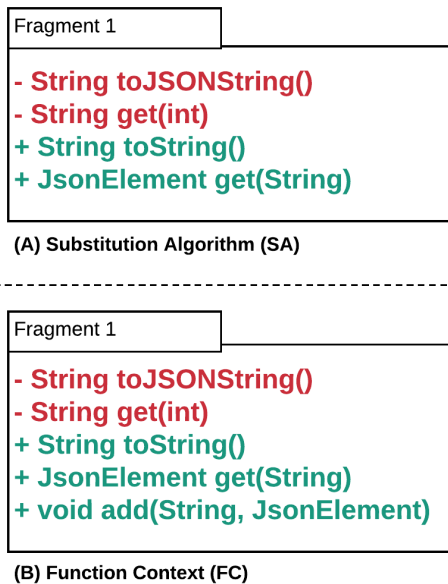 Fragment 1
- String toJSONString()
- String get(int)
+ String toString()
+ JsonElement get(String)
(A) Substitution Algorithm (SA)
Fragment 1
- String toJSONString()
- String get(int)
+ String toString()
+ JsonElement get(String)
+ void add(String, JsonElement)
(B) Function Context (FC)